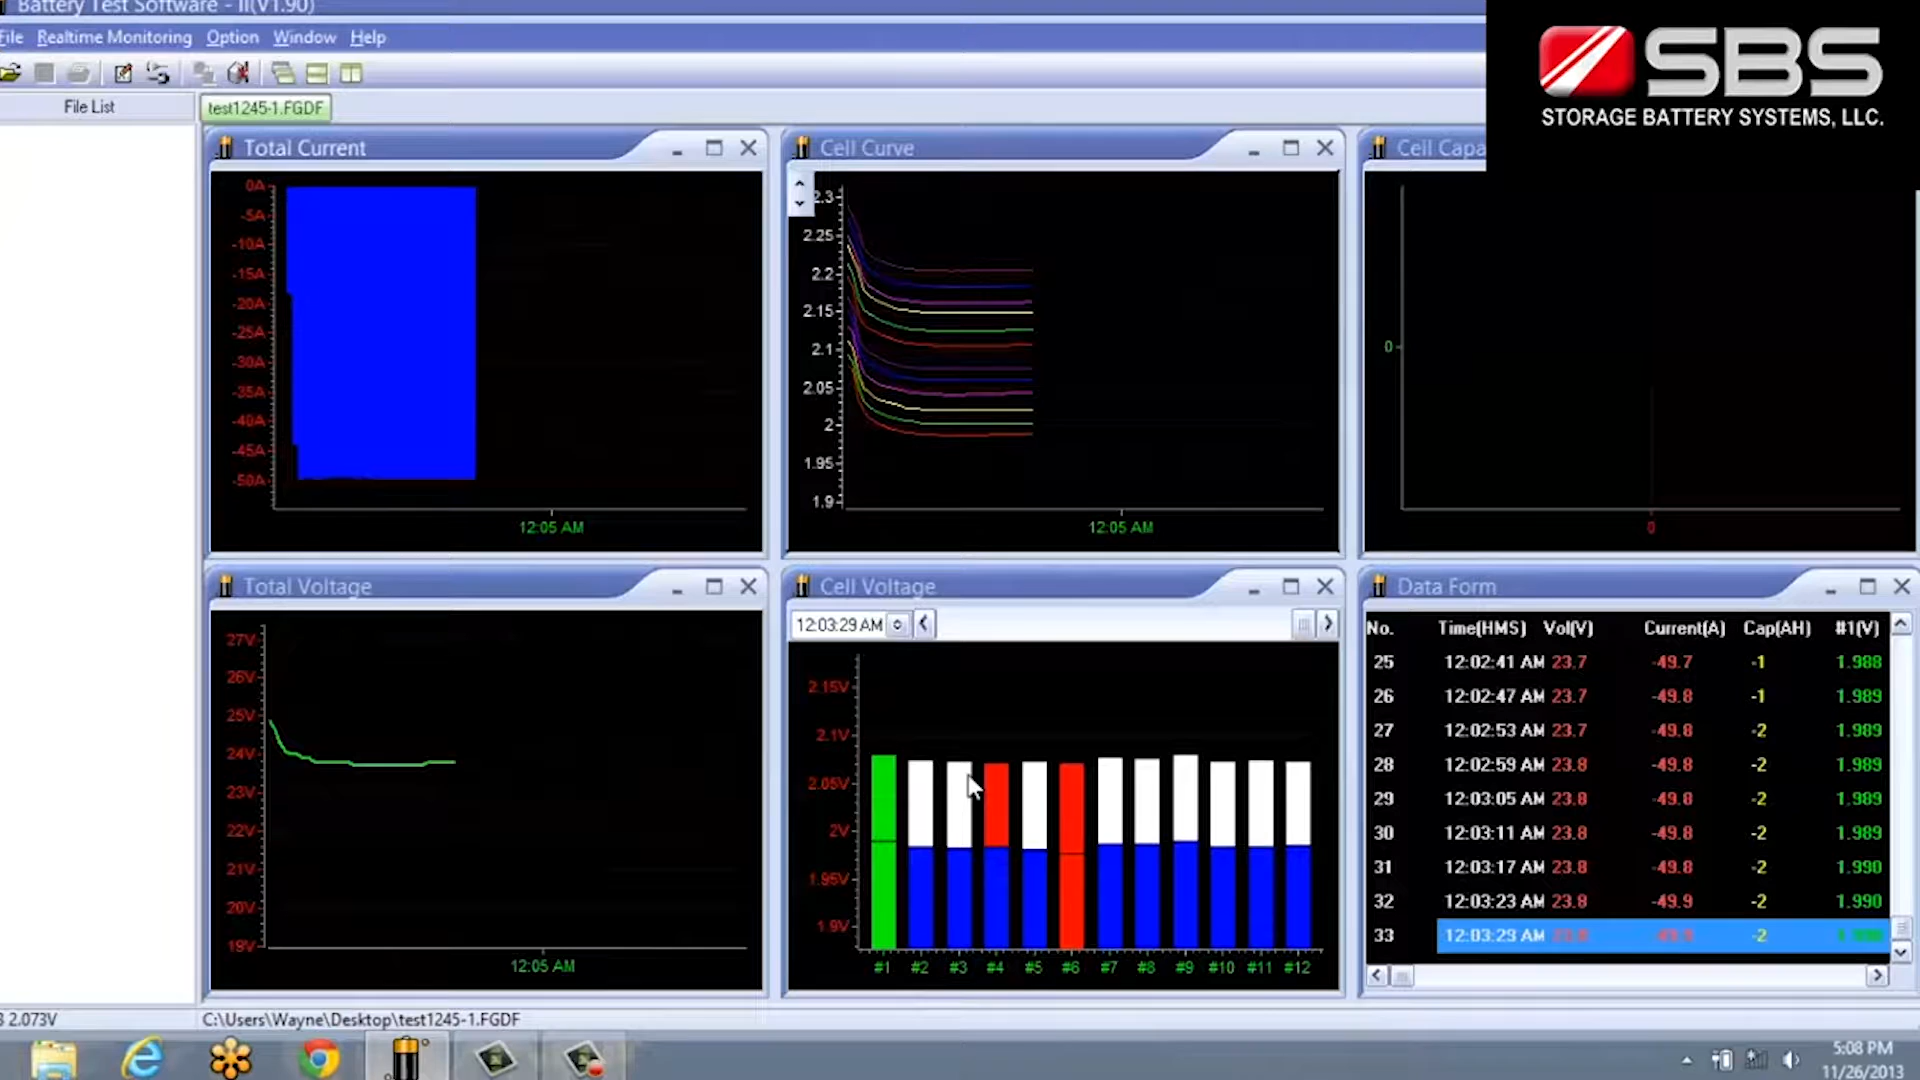 Battery Test Software - II(V1.90)
File Realtime Monitoring Option Window Help
SBS
STORAGE BATTERY SYSTEMS, LLC.
File List
test1245-1.FGDF
Total Current
0A
-5A
-10A
-15A
-20A
-25A
-30A
-35A
-40A
-45A
-50A
12:05 AM
Cell Curve
2.3
2.25
2.2
2.15
2.1
2.05
2
1.95
1.9
12:05 AM
Cell Capa
0
0
Total Voltage
27V
26V
25V
24V
23V
22V
21V
20V
19V
12:05 AM
Cell Voltage
12:03:29 AM
2.15V
2.1V
2.05V
2V
1.95V
1.9V
#1 #2 #3 #4 #5 #6 #7 #8 #9 #10 #11 #12
Data Form
No. Time(HMS) Vol(V) Current(A) Cap(AH) #1(V)
25 12:02:41 AM 23.7 -49.7 -1 1.988
26 12:02:47 AM 23.7 -49.8 -1 1.989
27 12:02:53 AM 23.7 -49.8 -2 1.989
28 12:02:59 AM 23.8 -49.8 -2 1.989
29 12:03:05 AM 23.8 -49.8 -2 1.989
30 12:03:11 AM 23.8 -49.8 -2 1.989
31 12:03:17 AM 23.8 -49.8 -2 1.990
32 12:03:23 AM 23.8 -49.9 -2 1.990
33 12:03:29 AM -2
3 2.073V
C:\Users\Wayne\Desktop\test1245-1.FGDF
5:08 PM
11/26/2013